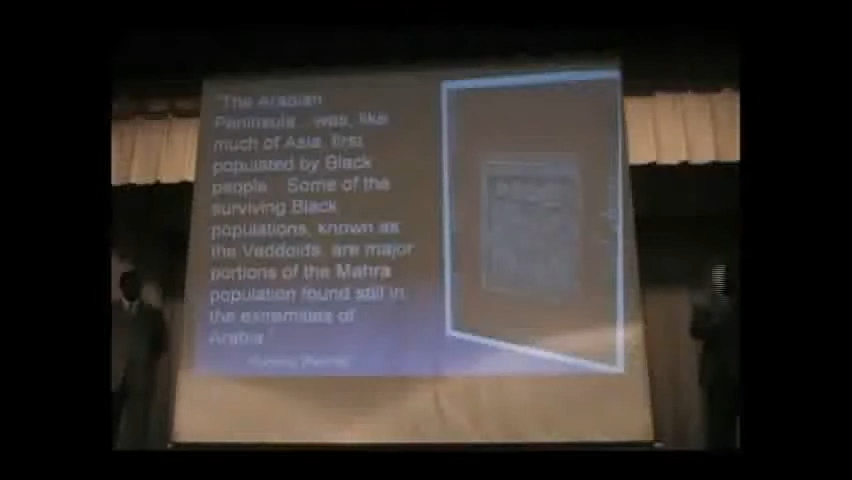 "The Arabian
Peninsula... was, like
much of Asia, first
populated by Black
people... Some of the
surviving Black
populations, known as
the Veddoids, are major
portions of the Mahra
population found still in
the extremities of
Arabia."